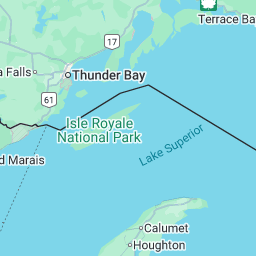 17
Terrace Ba
a Falls
Thunder Bay
61
Isle Royale
National Park
d Marais
Lake Superior
Calumet
Houghton